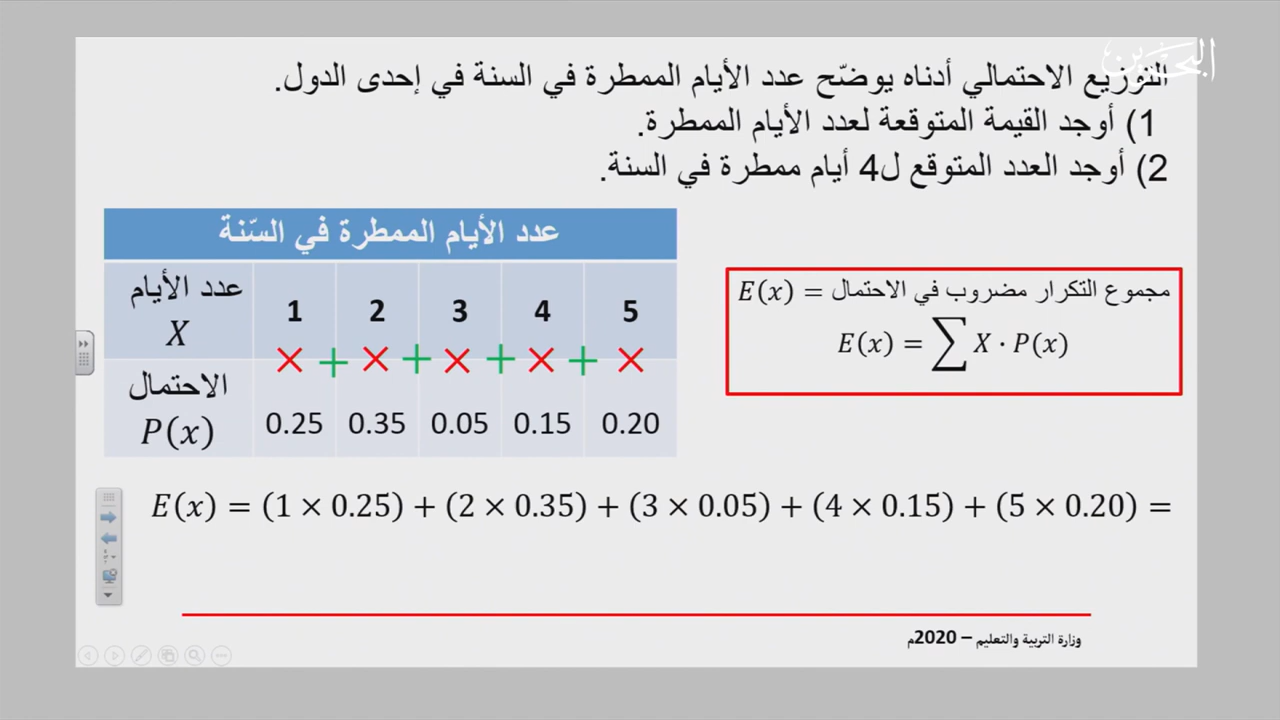 البحرين
التوزيع الاحتمالي أدناه يوضّح عدد الأيام الممطرة في السنة في إحدى الدول.
1) أوجد القيمة المتوقعة لعدد الأيام الممطرة.
2) أوجد العدد المتوقع ل4 أيام ممطرة في السنة.
عدد الأيام الممطرة في السّنة
عدد الأيام X 1 2 3 4 5
× + × + × + × + ×
الاحتمال P(x) 0.25 0.35 0.05 0.15 0.20
مجموع التكرار مضروب في الاحتمال = E(x)
E(x) = ∑ X · P(x)
E(x) = (1 × 0.25) + (2 × 0.35) + (3 × 0.05) + (4 × 0.15) + (5 × 0.20) =
وزارة التربية والتعليم – 2020م